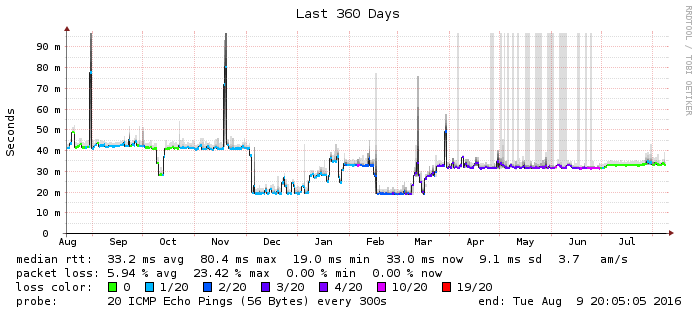 Last 360 Days
RRDTOOL / TOBI OETIKER
Seconds
90 m
80 m
70 m
60 m
50 m
40 m
30 m
20 m
10 m
0
Aug Sep Oct Nov Dec Jan Feb Mar Apr May Jun Jul
median rtt: 33.2 ms avg 80.4 ms max 19.0 ms min 33.0 ms now 9.1 ms sd 3.7 am/s
packet loss: 5.94 % avg 23.42 % max 0.00 % min 0.00 % now
loss color: 0 1/20 2/20 3/20 4/20 10/20 19/20
probe: 20 ICMP Echo Pings (56 Bytes) every 300s end: Tue Aug 9 20:05:05 2016